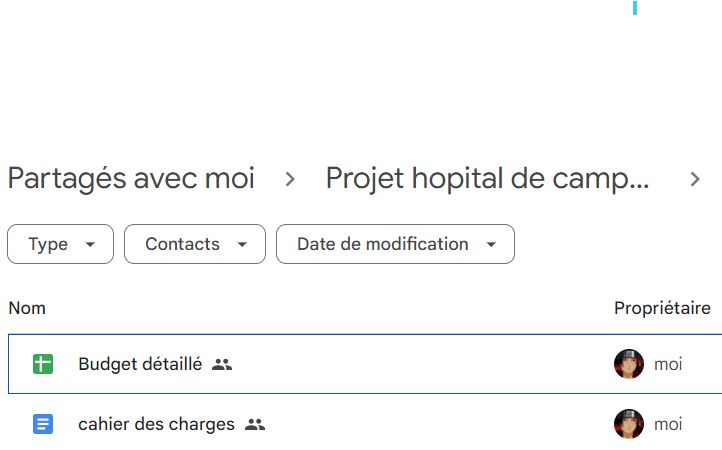 Partagés avec moi > Projet hopital de camp... >
Type Contacts Date de modification
Nom Propriétaire
Budget détaillé moi
cahier des charges moi